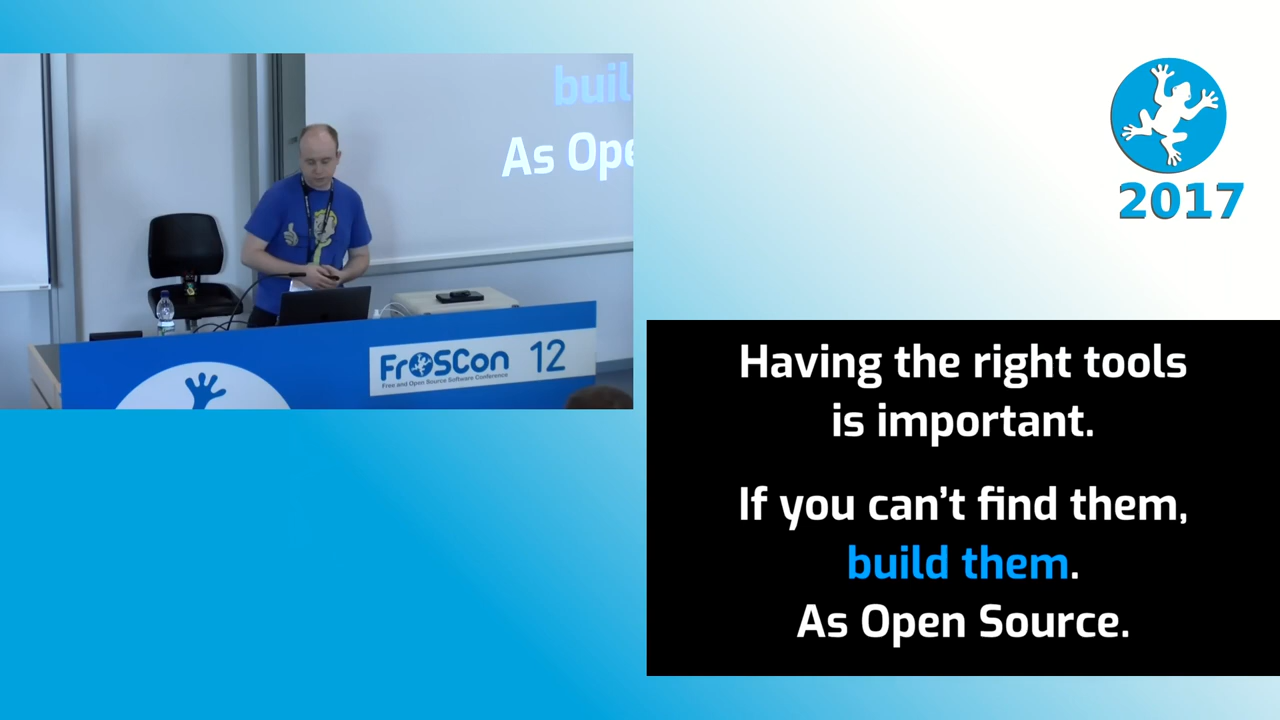 buil
As Ope
FrOSCon 12
Free and Open Source Software Conference
2017
Having the right tools
is important.
If you can’t find them,
build them.
As Open Source.